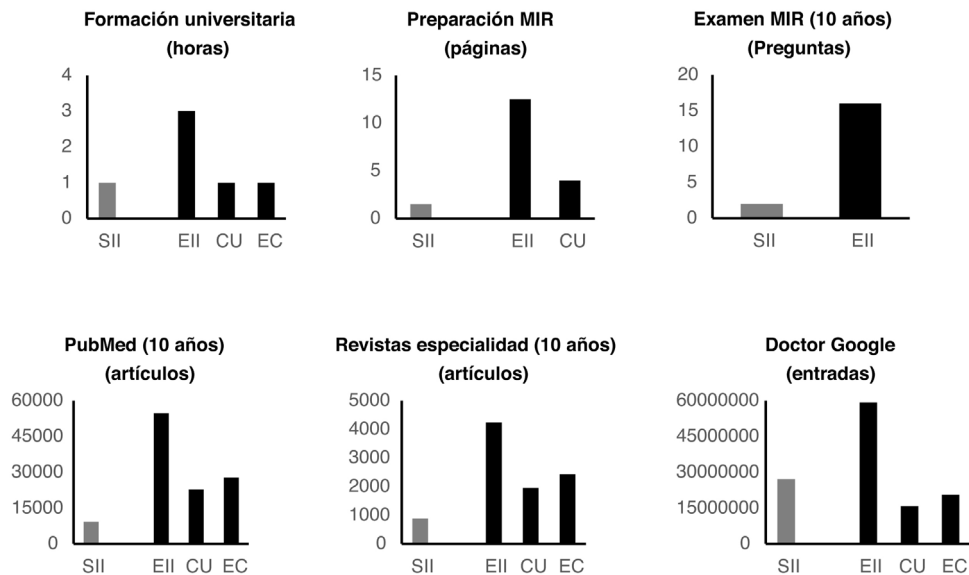 Formación universitaria
(horas)
4
3
2
1
0
SII EII CU EC
Preparación MIR
(páginas)
15
10
5
0
SII EII CU
Examen MIR (10 años)
(Preguntas)
20
15
10
5
0
SII EII
PubMed (10 años)
(artículos)
60000
45000
30000
15000
0
SII EII CU EC
Revistas especialidad (10 años)
(artículos)
5000
4000
3000
2000
1000
0
SII EII CU EC
Doctor Google
(entradas)
60000000
45000000
30000000
15000000
0
SII EII CU EC